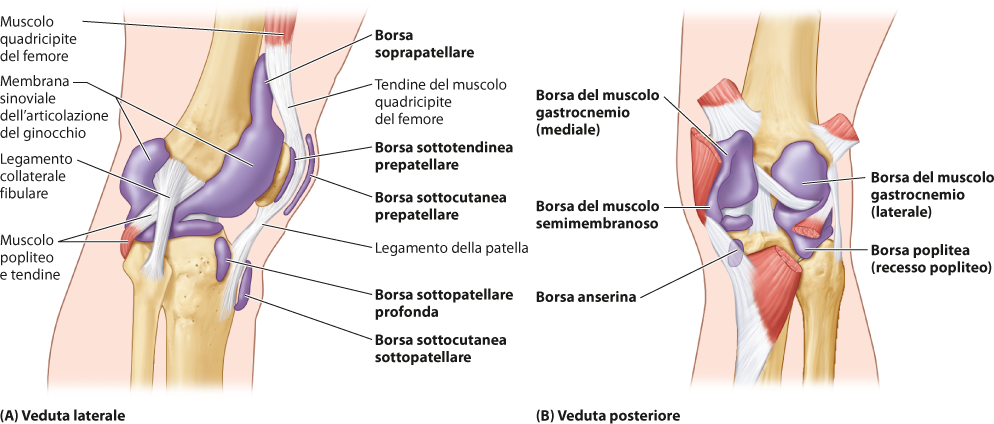 Muscolo
quadricipite
del femore
Membrana
sinoviale
dell'articolazione
del ginocchio
Legamento
collaterale
fibulare
Muscolo
popliteo
e tendine
Borsa
soprapatellare
Tendine del muscolo
quadricipite
del femore
Borsa sottotendinea
prepatellare
Borsa sottocutanea
prepatellare
Legamento della patella
Borsa sottopatellare
profonda
Borsa sottocutanea
sottopatellare
(A) Veduta laterale
Borsa del muscolo
gastrocnemio
(mediale)
Borsa del muscolo
semimembranoso
Borsa anserina
Borsa del muscolo
gastrocnemio
(laterale)
Borsa poplitea
(recesso popliteo)
(B) Veduta posteriore